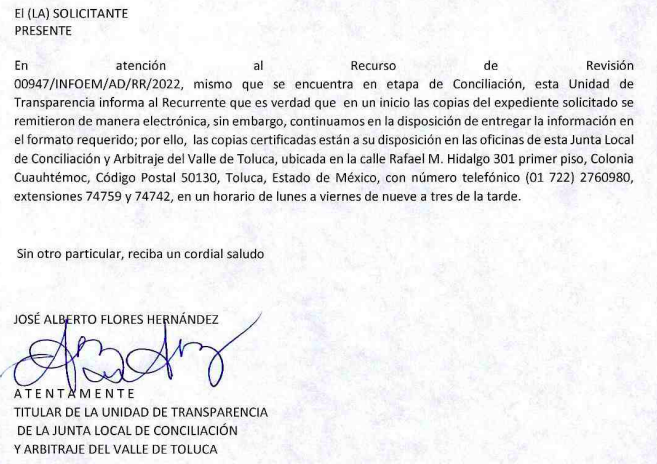 El (LA) SOLICITANTE
PRESENTE
En atención al Recurso de Revisión
00947/INFOEM/AD/RR/2022, mismo que se encuentra en etapa de Conciliación, esta Unidad de
Transparencia informa al Recurrente que es verdad que en un inicio las copias del expediente solicitado se
remitieron de manera electrónica, sin embargo, continuamos en la disposición de entregar la información en
el formato requerido; por ello, las copias certificadas están a su disposición en las oficinas de esta Junta Local
de Conciliación y Arbitraje del Valle de Toluca, ubicada en la calle Rafael M. Hidalgo 301 primer piso, Colonia
Cuauhtémoc, Código Postal 50130, Toluca, Estado de México, con número telefónico (01 722) 2760980,
extensiones 74759 y 74742, en un horario de lunes a viernes de nueve a tres de la tarde.
Sin otro particular, reciba un cordial saludo
JOSÉ ALBERTO FLORES HERNÁNDEZ
A T E N T A M E N T E
TITULAR DE LA UNIDAD DE TRANSPARENCIA
DE LA JUNTA LOCAL DE CONCILIACIÓN
Y ARBITRAJE DEL VALLE DE TOLUCA